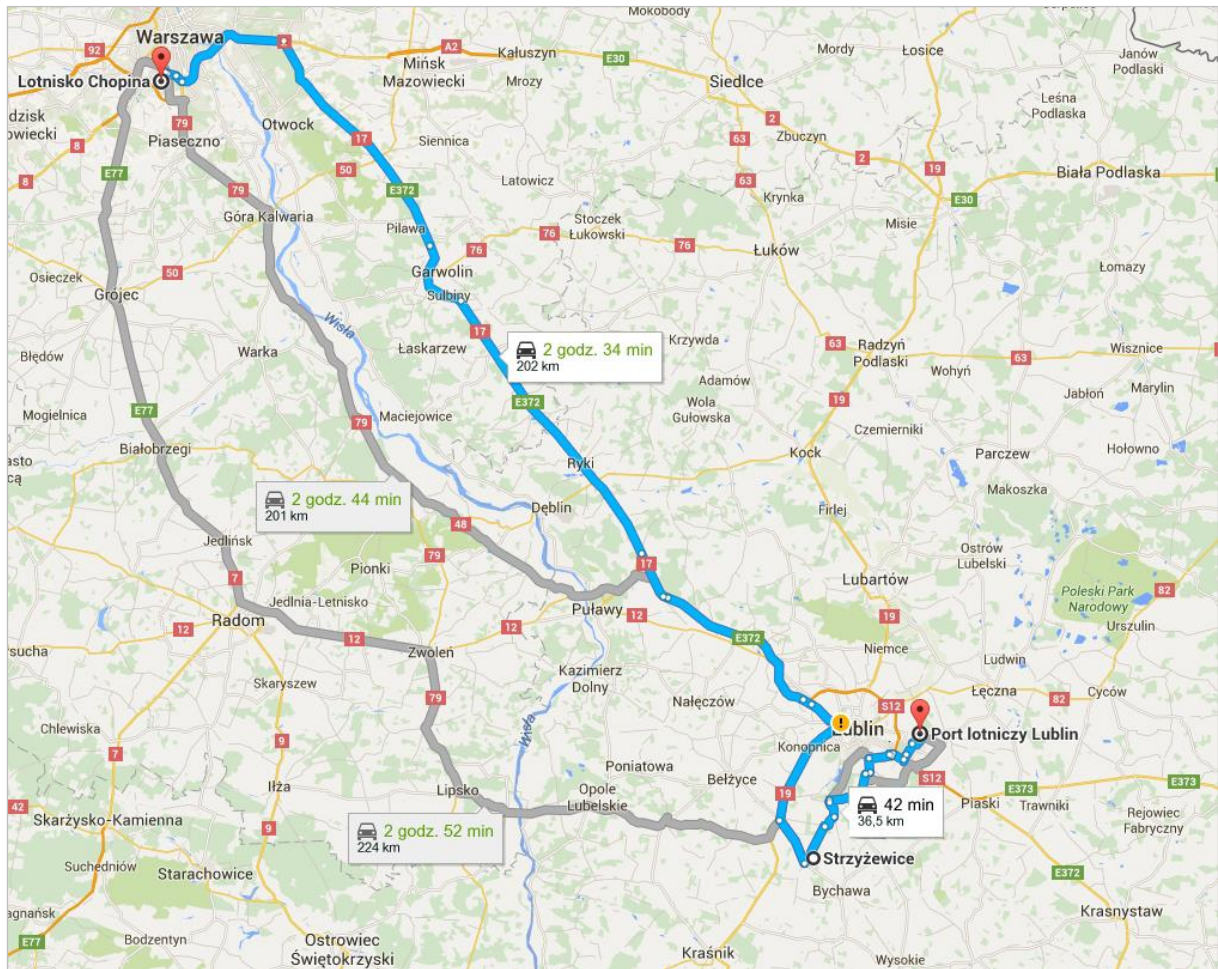 Mokobody
Warszawa
92
A2
Kałuszyn
E30
Mordy
Łosice
Janów
Podlaski
Lotnisko Chopina
Mińsk
Mazowiecki
Mrozy
Siedlce
dzisk
owiecki
79
Piaseczno
Otwock
17
Siennica
2
Zbuczyn
Leśna
Podlaska
8
63
2
19
E77
50
Latowicz
E30
Biała Podlaska
8
79
E372
63
Krynka
Góra Kalwaria
Pilawa
Stoczek
Łukowski
76
Misie
76
76
Łuków
Osieczek
50
Garwolin
Łomazy
Grójec
Sulbiny
Wisła
17
2 godz. 34 min
202 km
Krzywda
63
Radzyń
Podlaski
63
Wisznice
Błędów
Warka
Łaskarzew
Adamów
Wohyń
Jabłoń
Marylin
E77
E372
Wola
Gułowska
19
Mogielnica
79
Maciejowice
Czemierniki
Białobrzegi
Kock
Parczew
Hołowno
asto
cą
Ryki
2 godz. 44 min
201 km
Makoszka
Dęblin
Firlej
48
Jedlińsk
79
17
Ostrów
Lubelski
7
Pionki
Lubartów
Poleski Park
Narodowy
82
Jedlnia-Letnisko
Puławy
12
19
Urszulin
12
Radom
12
E372
sucha
12
Zwoleń
Niemce
Ludwin
Skaryszew
Kazimierz
Dolny
79
Nałęczów
Łęczna
82
Cyców
Chlewiska
S12
7
9
Wisła
Lublin
Port lotniczy Lublin
Konopnica
Poniatowa
Bełżyce
S12
E373
E373
Iłża
Lipsko
Opole
Lubelskie
19
42 min
36,5 km
Piaski
Trawniki
Rejowiec
Fabryczny
42
Skarżysko-Kamienna
9
2 godz. 52 min
224 km
Strzyżewice
Suchedniów
Starachowice
E372
Bychawa
agnańsk
Krasnystaw
E77
Bodzentyn
Ostrowiec
Świętokrzyski
Kraśnik
Wysokie